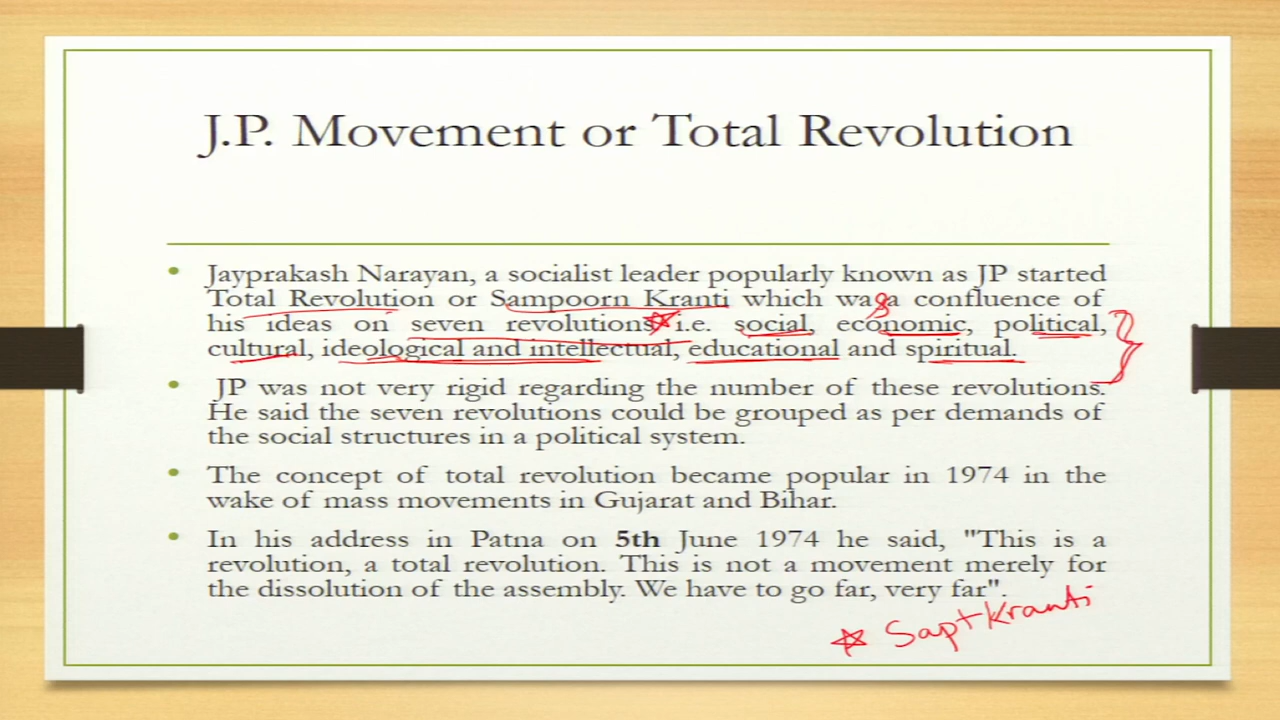 J.P. Movement or Total Revolution
• Jayprakash Narayan, a socialist leader popularly known as JP started
Total Revolution or Sampoorn Kranti which was a confluence of
his ideas on seven revolutions i.e. social, economic, political,
cultural, ideological and intellectual, educational and spiritual.
• JP was not very rigid regarding the number of these revolutions.
He said the seven revolutions could be grouped as per demands of
the social structures in a political system.
• The concept of total revolution became popular in 1974 in the
wake of mass movements in Gujarat and Bihar.
• In his address in Patna on 5th June 1974 he said, "This is a
revolution, a total revolution. This is not a movement merely for
the dissolution of the assembly. We have to go far, very far".
Sapt Kranti